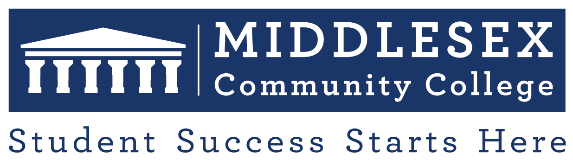 MIDDLESEX
Community College
Student Success Starts Here